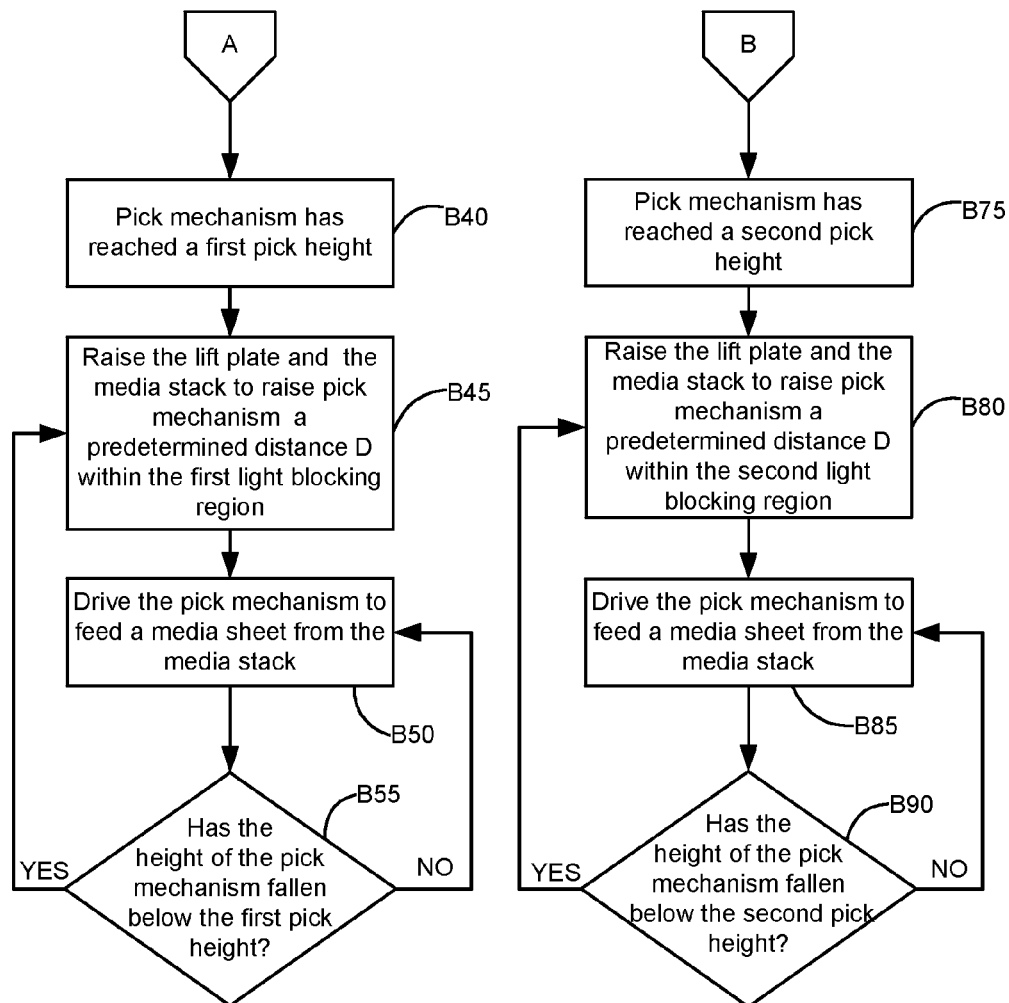 A
Pick mechanism has
reached a first pick height
B40
Raise the lift plate and the
media stack to raise pick
mechanism a
predetermined distance D
within the first light blocking
region
B45
Drive the pick mechanism to
feed a media sheet from the
media stack
B50
B55
Has the
height of the pick
mechanism fallen
below the first pick
height?
YES
NO
B
Pick mechanism has
reached a second pick
height
B75
Raise the lift plate and the
media stack to raise pick
mechanism a
predetermined distance D
within the second light
blocking region
B80
Drive the pick mechanism to
feed a media sheet from the
media stack
B85
B90
Has the
height of the pick
mechanism fallen
below the second pick
height?
YES
NO